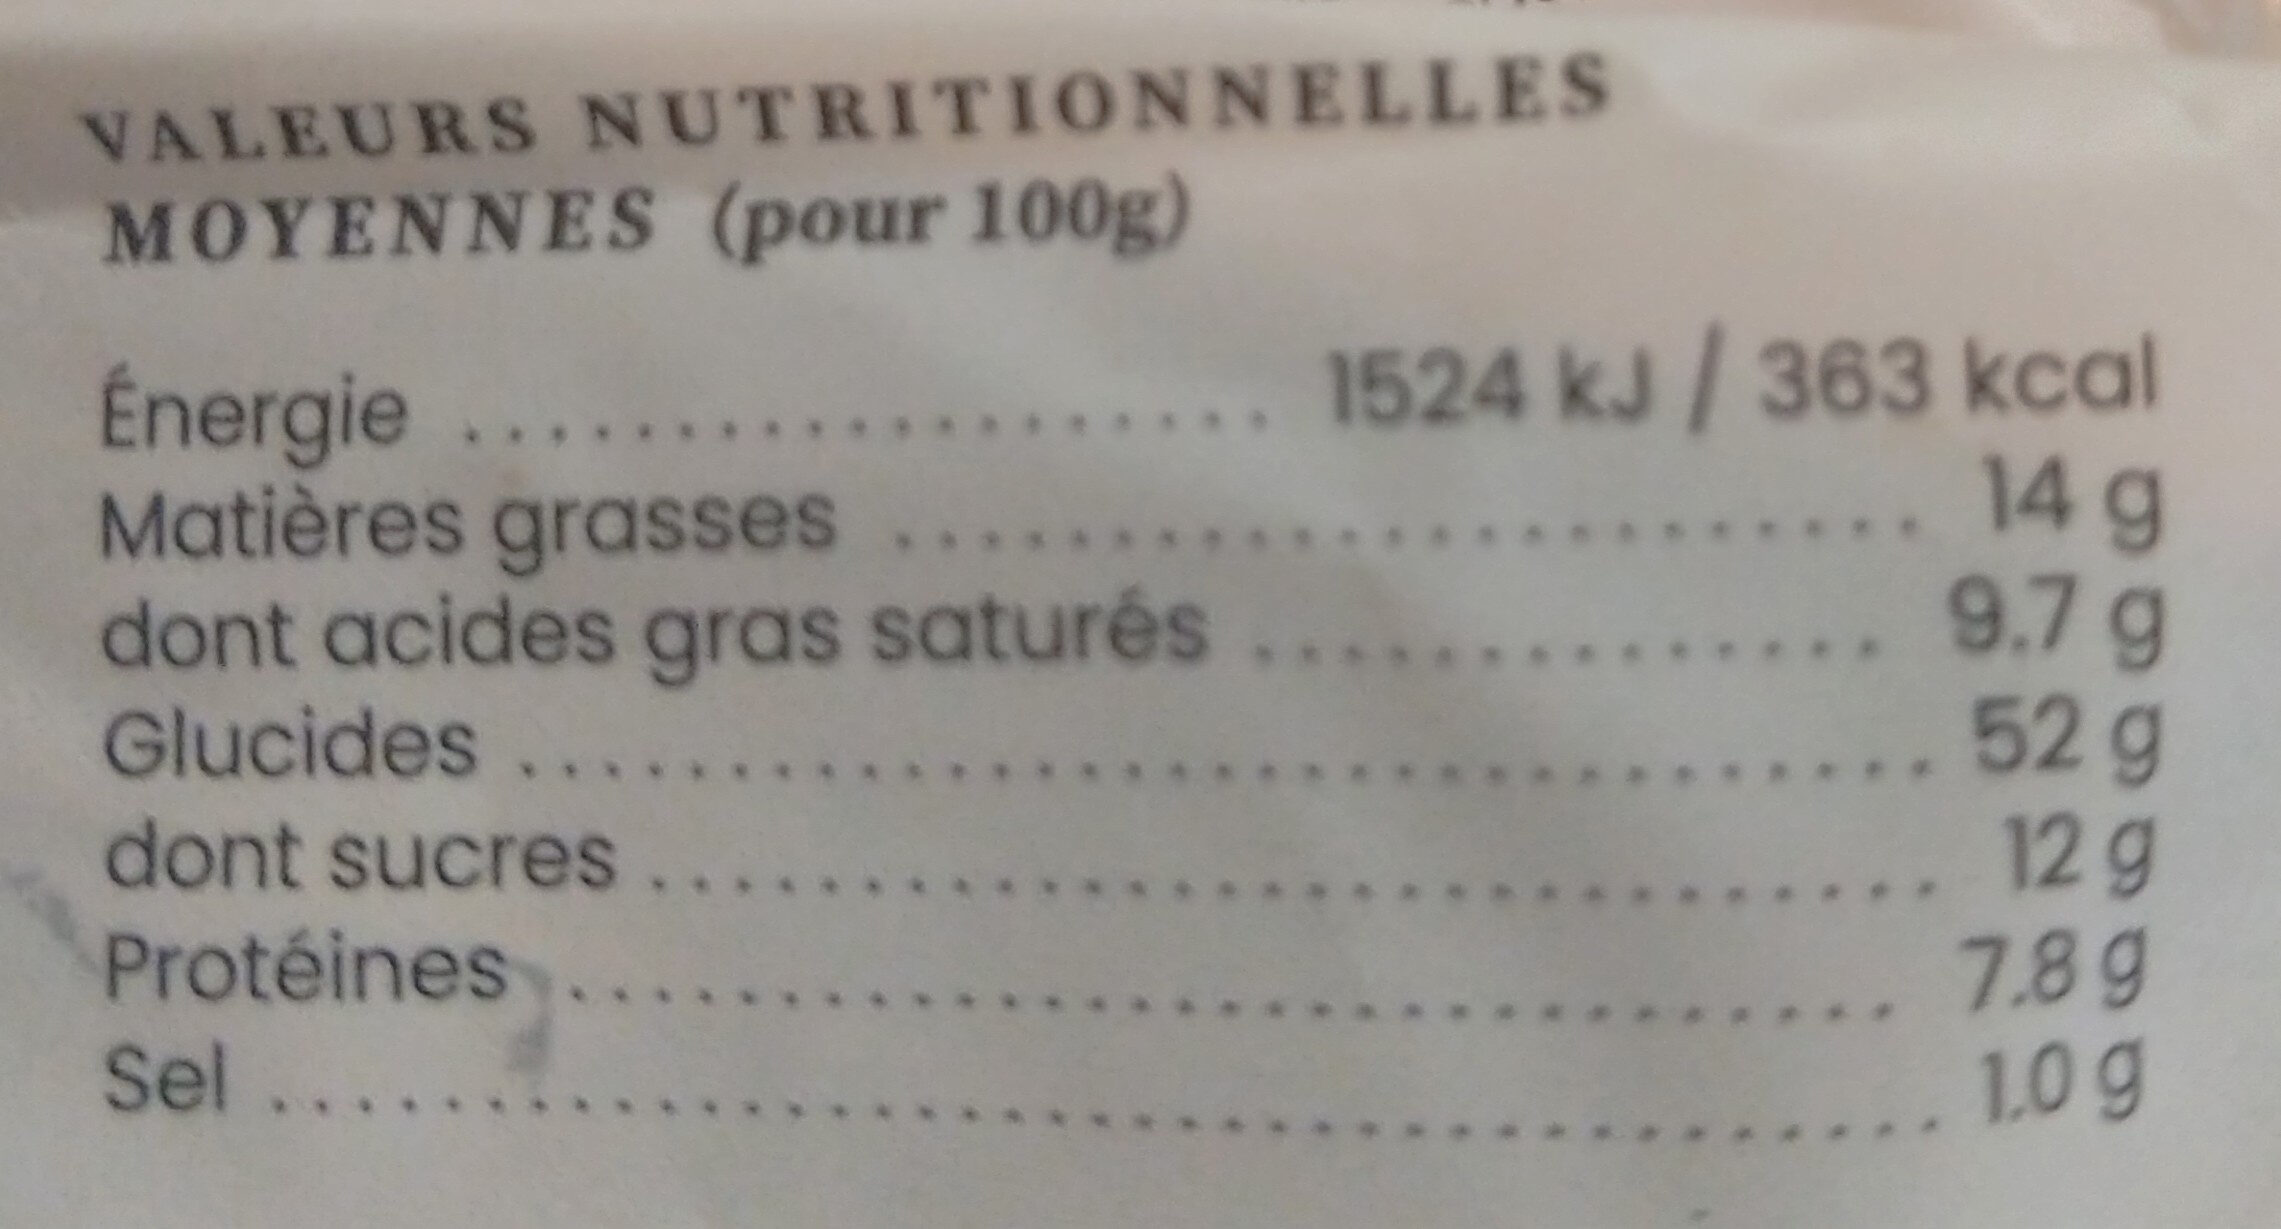 VALEURS NUTRITIONNELLES
MOYENNES (pour 100g)
Énergie .................... 1524 kJ / 363 kcal
Matières grasses ........................ 14 g
dont acides gras saturés ............... 9.7 g
Glucides ................................. 52 g
dont sucres .............................. 12 g
Protéines ............................... 7.8 g
Sel ....................................... 1.0 g